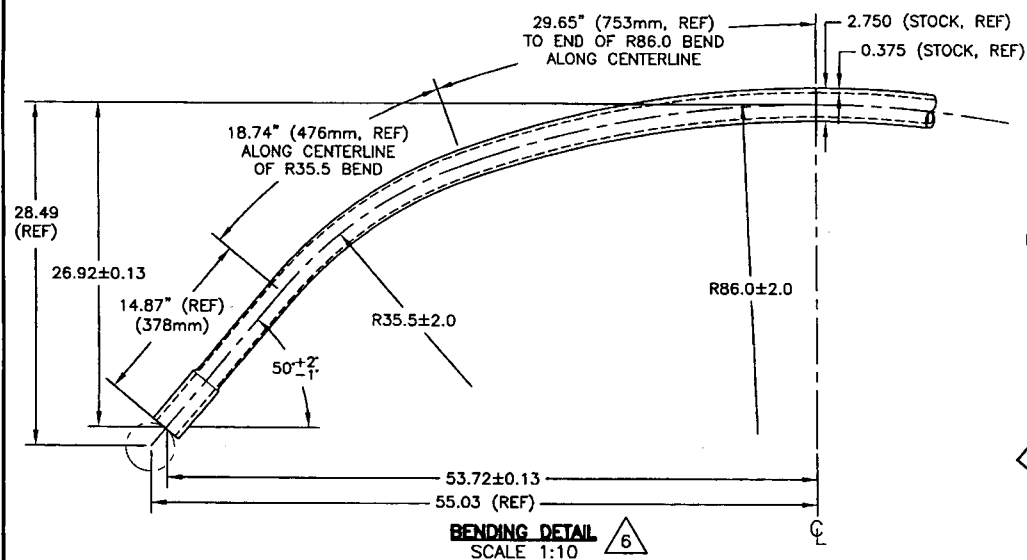 29.65" (753mm, REF)
TO END OF R86.0 BEND
ALONG CENTERLINE
2.750 (STOCK, REF)
0.375 (STOCK, REF)
18.74" (476mm, REF)
ALONG CENTERLINE
OF R35.5 BEND
28.49
(REF)
26.92±0.13
14.87" (REF)
(378mm)
R35.5±2.0
R86.0±2.0
50°+2°
-1°
53.72±0.13
55.03 (REF)
BENDING DETAIL
6
SCALE 1:10
CL